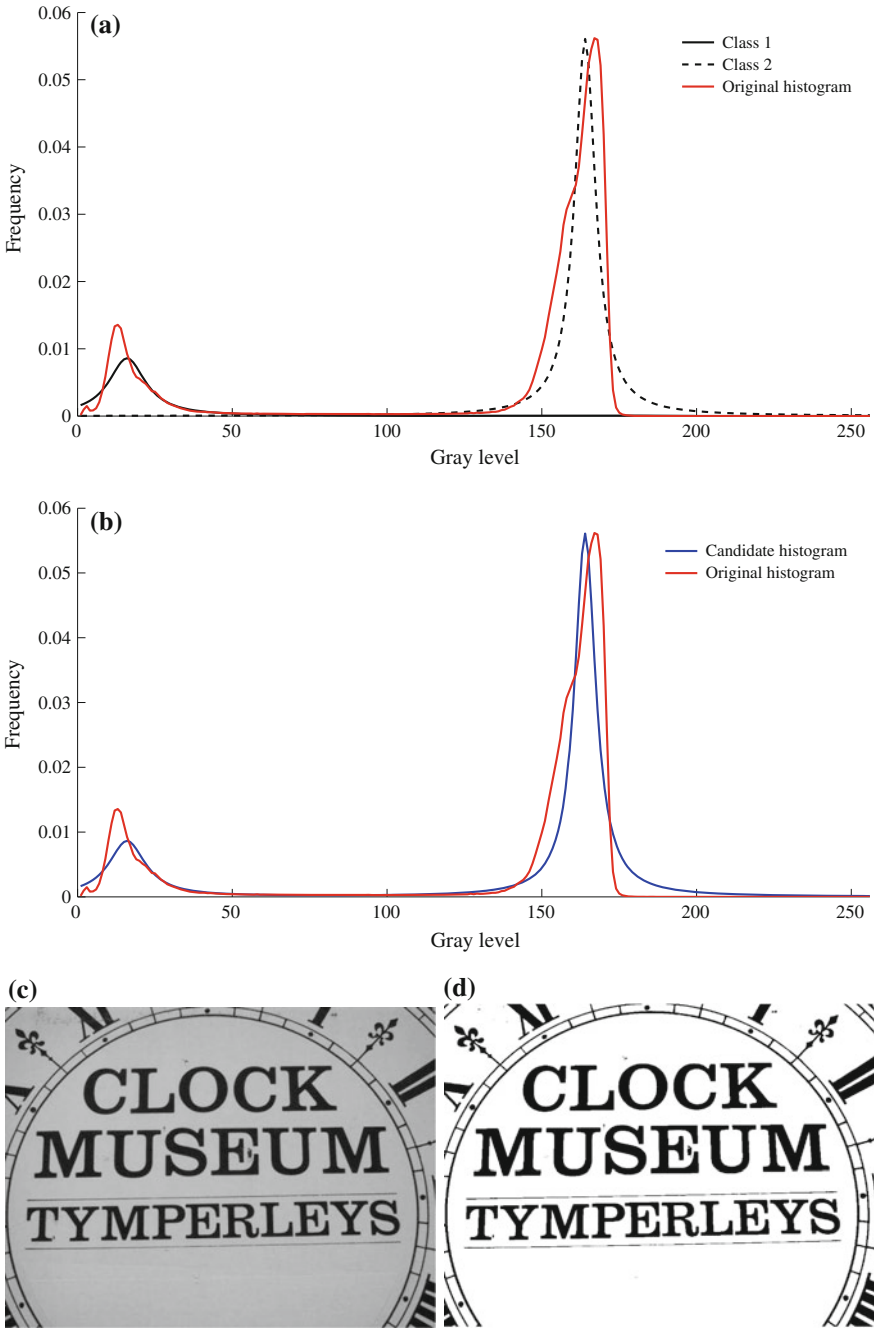 (a)
Class 1
Class 2
Original histogram
0.06
0.05
0.04
0.03
0.02
0.01
0
Frequency
0 50 100 150 200 250
Gray level
(b)
Candidate histogram
Original histogram
0.06
0.05
0.04
0.03
0.02
0.01
0
Frequency
0 50 100 150 200 250
Gray level
(c) (d)
CLOCK
MUSEUM
TYMPERLEYS
CLOCK
MUSEUM
TYMPERLEYS